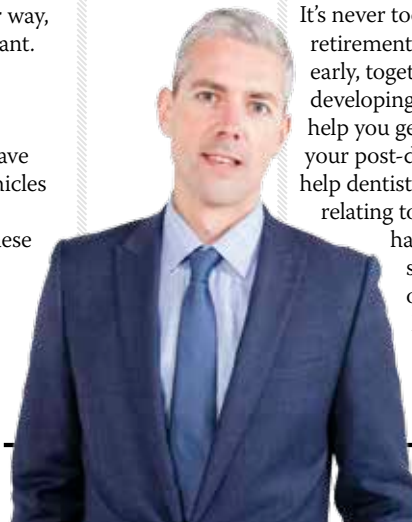 r way,
ant.
ave
hicles
hese
It’s never too
retirement
early, toget
developing
help you ge
your post-d
help dentist
relating to
ha
s